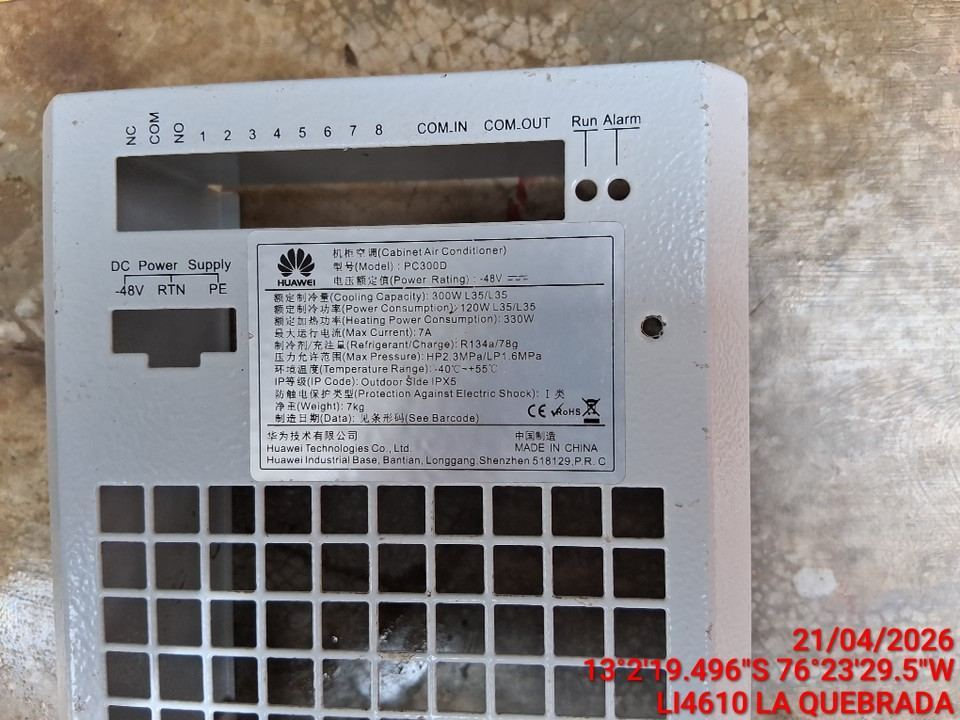 NC COM NO 1 2 3 4 5 6 7 8 COM_IN COM_OUT Run Alarm
DC Power Supply
-48V RTN PE
HUAWEI
机柜空调(Cabinet Air Conditioner)
型号(Model) : PC300D
电压额定值(Power Rating) : -48V
额定制冷量(Cooling Capacity): 300W L35/L35
额定制冷功率(Power Consumption): 120W L35/L35
额定加热功率(Heating Power Consumption): 330W
最大运行电流(Max Current): 7A
制冷剂/充注量(Refrigerant/Charge): R134a/78g
压力允许范围(Max Pressure): HP2.3MPa/LP1.6MPa
环境温度(Temperature Range): -40℃~+55℃
IP等级(IP Code): Outdoor Side IPX5
防触电保护类型(Protection Against Electric Shock): I 类
净重(Weight): 7kg
制造日期(Data): 见条形码(See Barcode)
CE RoHS
华为技术有限公司 中国制造
Huawei Technologies Co., Ltd. MADE IN CHINA
Huawei Industrial Base, Bantian, Longgang,Shenzhen 518129,P.R.C
21/04/2026
13°2'19.496"S 76°23'29.5"W
LI4610 LA QUEBRADA